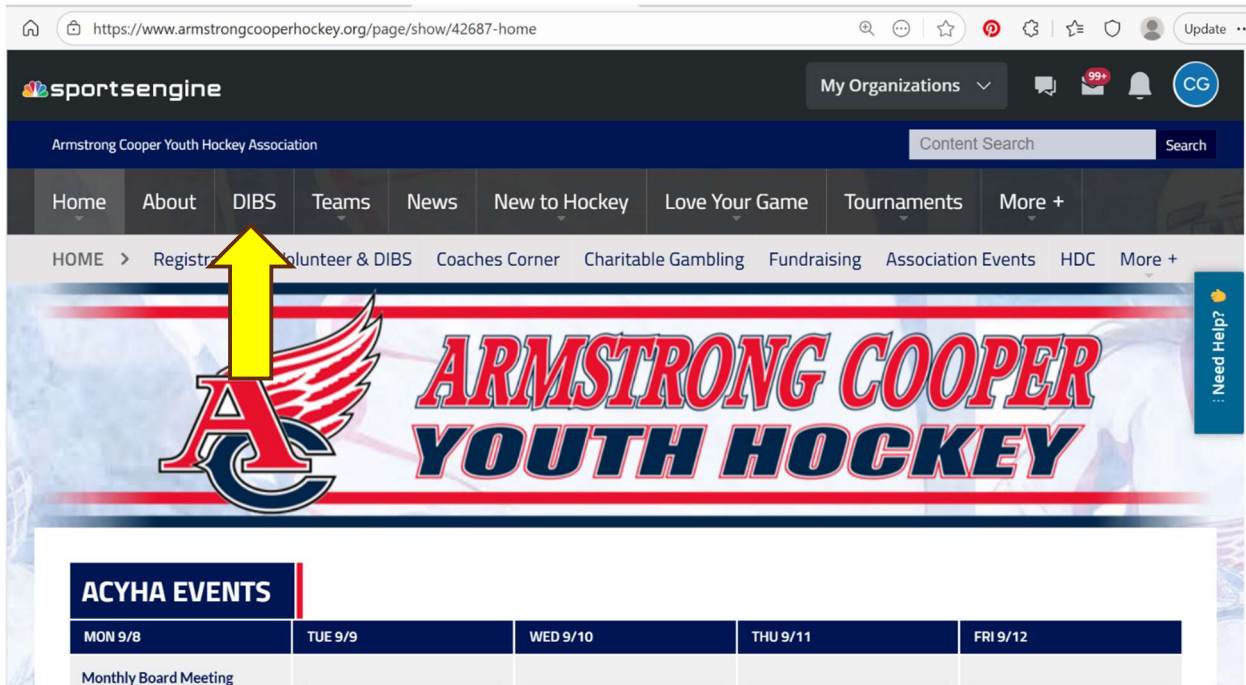 https://www.armstrongcooperhockey.org/page/show/42687-home
Update
sportsengine
My Organizations
99+
CG
Armstrong Cooper Youth Hockey Association
Content Search
Search
Home About DIBS Teams News New to Hockey Love Your Game Tournaments More +
HOME > Volunteer & DIBS Coaches Corner Charitable Gambling Fundraising Association Events HDC More +
Need Help?
AC
ARMSTRONG COOPER
YOUTH HOCKEY
ACYHA EVENTS
MON 9/8 TUE 9/9 WED 9/10 THU 9/11 FRI 9/12
Monthly Board Meeting